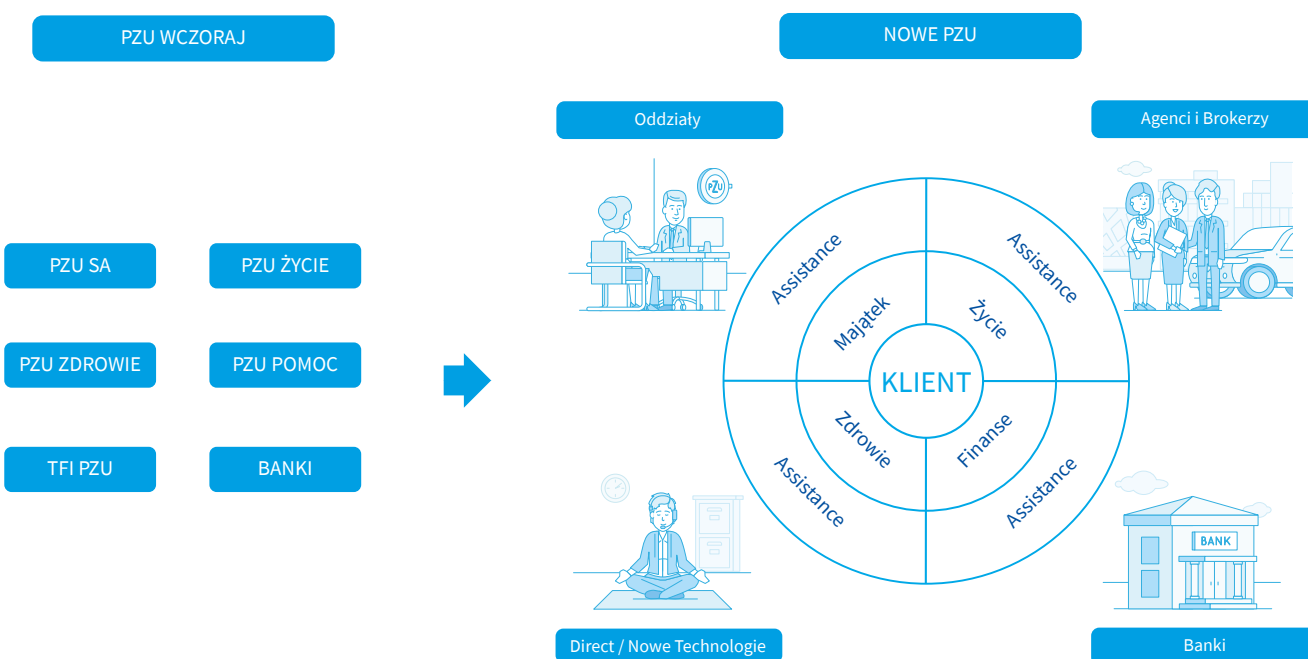 PZU WCZORAJ
NOWE PZU
Oddziały
Agenci i Brokerzy
PZU
PZU SA
PZU ŻYCIE
PZU ZDROWIE
PZU POMOC
TFI PZU
BANKI
Assistance
Assistance
Majątek
Życie
KLIENT
Zdrowie
Finanse
Assistance
Assistance
BANK
Direct / Nowe Technologie
Banki